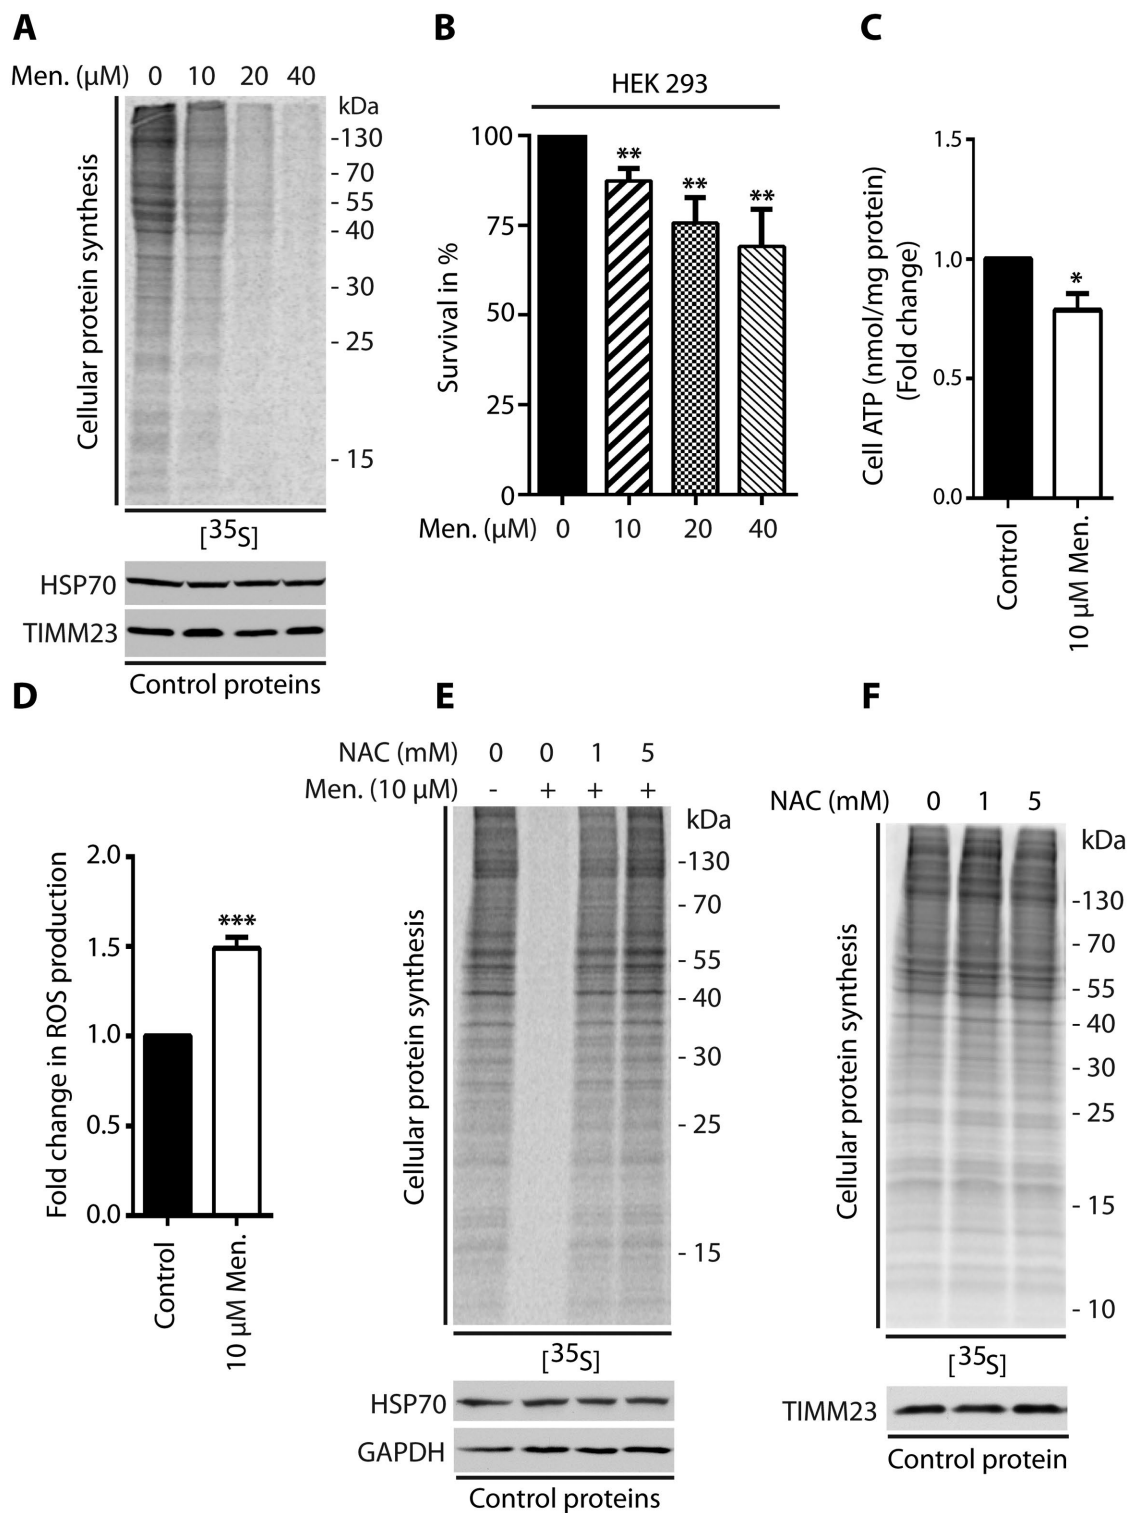 A
Men. (μM) 0 10 20 40
kDa
-130
- 70
- 55
- 40
- 30
- 25
- 15
Cellular protein synthesis
[35S]
HSP70
TIMM23
Control proteins
B
HEK 293
100
75
50
25
0
Survival in %
** ** **
Men. (μM) 0 10 20 40
C
1.5
1.0
0.5
0.0
Cell ATP (nmol/mg protein)
(Fold change)
*
Control
10 μM Men.
D
2.0
1.5
1.0
0.5
0.0
Fold change in ROS production
***
Control
10 μM Men.
E
NAC (mM) 0 0 1 5
Men. (10 μM) - + + +
kDa
-130
- 70
- 55
- 40
- 30
- 25
- 15
Cellular protein synthesis
[35S]
HSP70
GAPDH
Control proteins
F
NAC (mM) 0 1 5
kDa
-130
- 70
- 55
- 40
- 30
- 25
- 15
- 10
Cellular protein synthesis
[35S]
TIMM23
Control protein